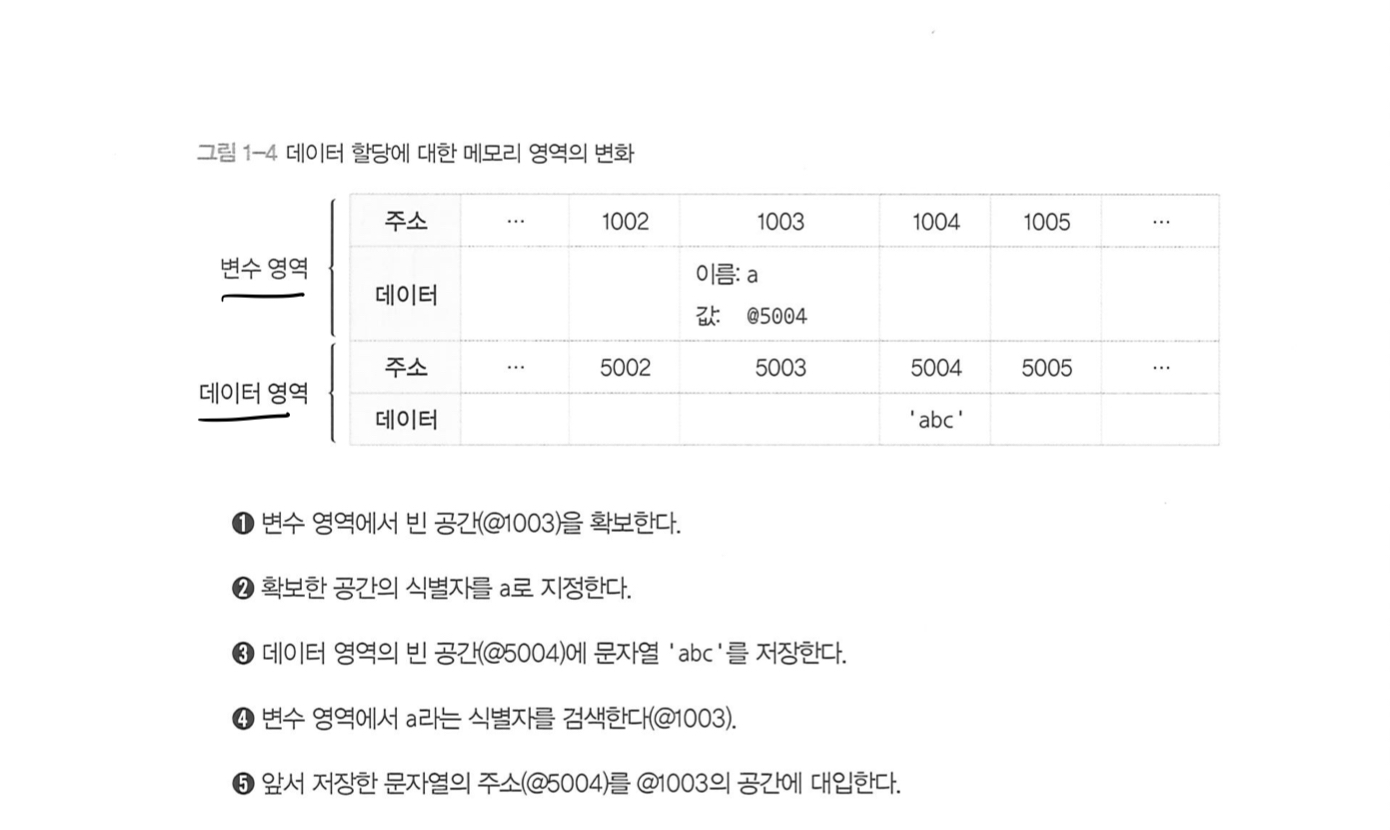 그림 1-4 데이터 할당에 대한 메모리 영역의 변화
변수 영역
주소 … 1002 1003 1004 1005 …
데이터 이름: a
값: @5004
데이터 영역
주소 … 5002 5003 5004 5005 …
데이터 'abc'
❶ 변수 영역에서 빈 공간(@1003)을 확보한다.
❷ 확보한 공간의 식별자를 a로 지정한다.
❸ 데이터 영역의 빈 공간(@5004)에 문자열 'abc'를 저장한다.
❹ 변수 영역에서 a라는 식별자를 검색한다(@1003).
❺ 앞서 저장한 문자열의 주소(@5004)를 @1003의 공간에 대입한다.